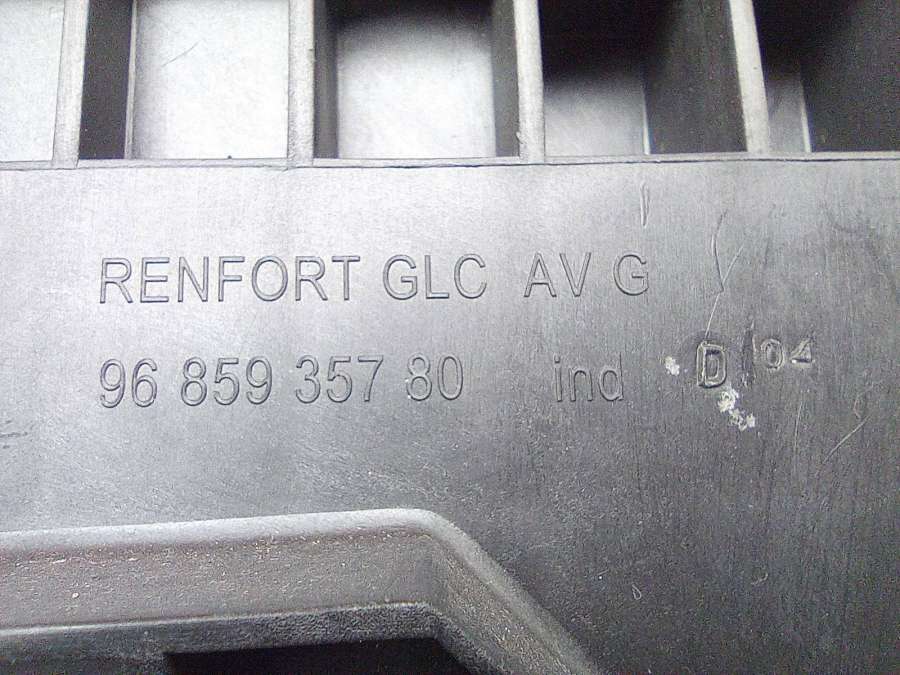 RENFORT GLC AV G
96 859 357 80 ind D 04